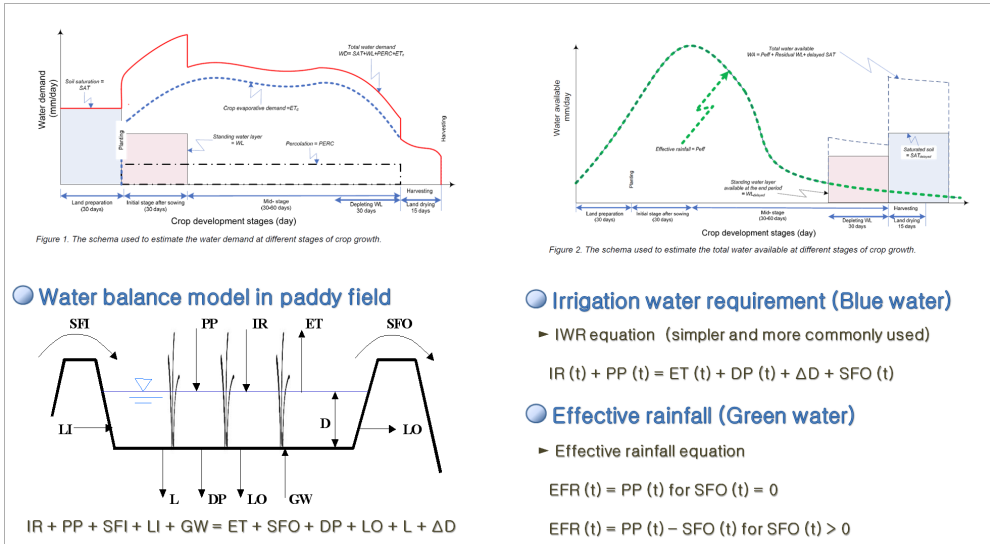 Water demand
(mm/day)
Soil saturation =
SAT
Planting
Total water demand
WD= SAT+WL+PERC+ETc
Crop evaporative demand =ETc
Standing water layer
= WL
Percolation = PERC
Harvesting
Land preparation
(30 days)
Initial stage after sowing
(30 days)
Mid- stage
(30-60 days)
Depleting WL
30 days
Harvesting
Land drying
15 days
Crop development stages (day)
Figure 1. The schema used to estimate the water demand at different stages of crop growth.
Water available
mm/day
Total water available
WA = Peff + Residual WL+ delayed SAT
Effective rainfall = Peff
Planting
Saturated soil
= SATdelayed
Standing water layer
available at the end period
= WLdelayed
Land preparation
(30 days)
Initial stage after sowing
(30 days)
Mid-stage
(30-60 days)
Harvesting
Depleting WL
30 days
Land drying
15 days
Crop development stages (day)
Figure 2. The schema used to estimate the total water available at different stages of crop growth.
Water balance model in paddy field
SFI
PP
IR
ET
SFO
D
LI
LO
L
DP
LO
GW
IR + PP + SFI + LI + GW = ET + SFO + DP + LO + L + ΔD
Irrigation water requirement (Blue water)
► IWR equation (simpler and more commonly used)
IR (t) + PP (t) = ET (t) + DP (t) + ΔD + SFO (t)
Effective rainfall (Green water)
► Effective rainfall equation
EFR (t) = PP (t) for SFO (t) = 0
EFR (t) = PP (t) – SFO (t) for SFO (t) > 0